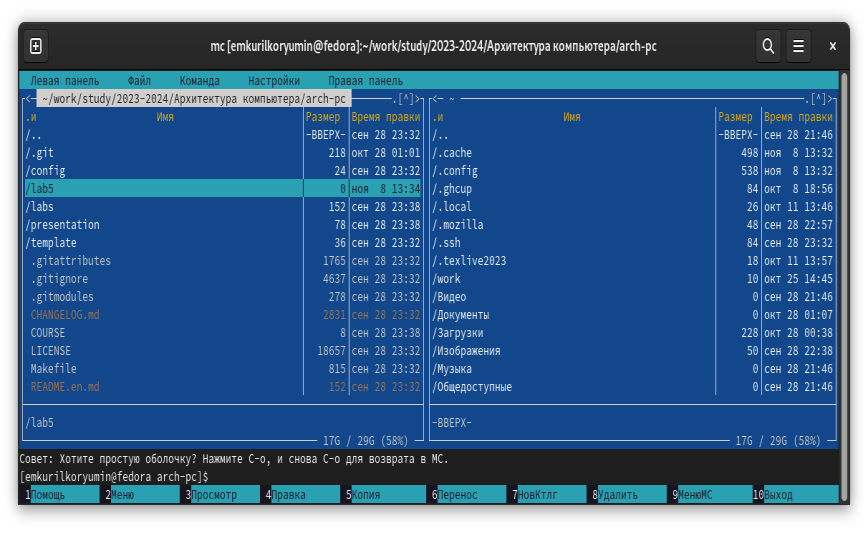 mc [emkurilkoryumin@fedora]:~/work/study/2023-2024/Архитектура компьютера/arch-pc
Левая панель Файл Команда Настройки Правая панель
<─ ~/work/study/2023-2024/Архитектура компьютера/arch-pc .[^]> <─ ~ .[^]>
.и Имя Размер Время правки .и Имя Размер Время правки
/.. -ВВЕРХ- сен 28 23:32 /.. -ВВЕРХ- сен 28 21:46
/.git 218 окт 28 01:01 /.cache 498 ноя 8 13:32
/config 24 сен 28 23:32 /.config 538 ноя 8 13:32
/lab5 0 ноя 8 13:34 /.ghcup 84 окт 8 18:56
/labs 152 сен 28 23:38 /.local 26 окт 11 13:46
/presentation 78 сен 28 23:38 /.mozilla 48 сен 28 22:57
/template 36 сен 28 23:32 /.ssh 84 сен 28 23:32
.gitattributes 1765 сен 28 23:32 /.texlive2023 18 окт 11 13:57
.gitignore 4637 сен 28 23:32 /work 10 окт 25 14:45
.gitmodules 278 сен 28 23:32 /Видео 0 сен 28 21:46
CHANGELOG.md 2831 сен 28 23:32 /Документы 0 окт 28 01:07
COURSE 8 сен 28 23:38 /Загрузки 228 окт 28 00:38
LICENSE 18657 сен 28 23:32 /Изображения 50 сен 28 22:38
Makefile 815 сен 28 23:32 /Музыка 0 сен 28 21:46
README.en.md 152 сен 28 23:32 /Общедоступные 0 сен 28 21:46
/lab5 -ВВЕРХ-
17G / 29G (58%) 17G / 29G (58%)
Совет: Хотите простую оболочку? Нажмите C-o, и снова C-o для возврата в MC.
[emkurilkoryumin@fedora arch-pc]$
1Помощь 2Меню 3Просмотр 4Правка 5Копия 6Перенос 7НовКтлг 8Удалить 9МенюМС 10Выход